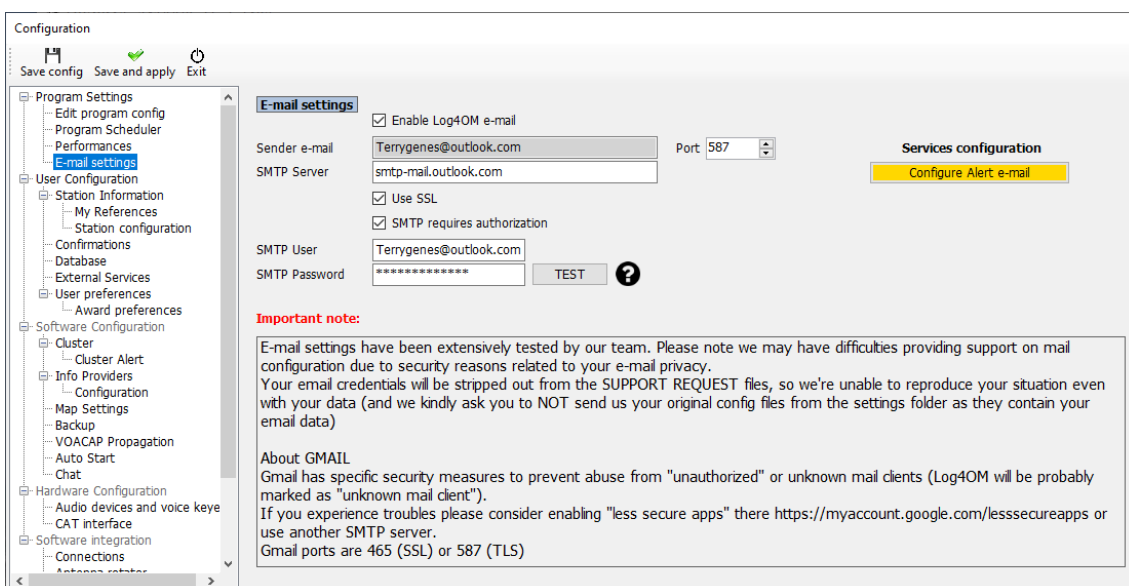 Configuration
Save config Save and apply Exit
Program Settings
Edit program config
Program Scheduler
Performances
E-mail settings
User Configuration
Station Information
My References
Station configuration
Confirmations
Database
External Services
User preferences
Award preferences
Software Configuration
Cluster
Cluster Alert
Info Providers
Configuration
Map Settings
Backup
VOACAP Propagation
Auto Start
Chat
Hardware Configuration
Audio devices and voice keye
CAT interface
Software integration
Connections
Antenna rotator
E-mail settings
Enable Log4OM e-mail
Sender e-mail Terrygenes@outlook.com Port 587
SMTP Server smtp-mail.outlook.com
Services configuration
Configure Alert e-mail
Use SSL
SMTP requires authorization
SMTP User Terrygenes@outlook.com
SMTP Password ************* TEST ?
Important note:
E-mail settings have been extensively tested by our team. Please note we may have difficulties providing support on mail
configuration due to security reasons related to your e-mail privacy.
Your email credentials will be stripped out from the SUPPORT REQUEST files, so we're unable to reproduce your situation even
with your data (and we kindly ask you to NOT send us your original config files from the settings folder as they contain your
email data)
About GMAIL
Gmail has specific security measures to prevent abuse from "unauthorized" or unknown mail clients (Log4OM will be probably
marked as "unknown mail client").
If you experience troubles please consider enabling "less secure apps" there https://myaccount.google.com/lesssecureapps or
use another SMTP server.
Gmail ports are 465 (SSL) or 587 (TLS)